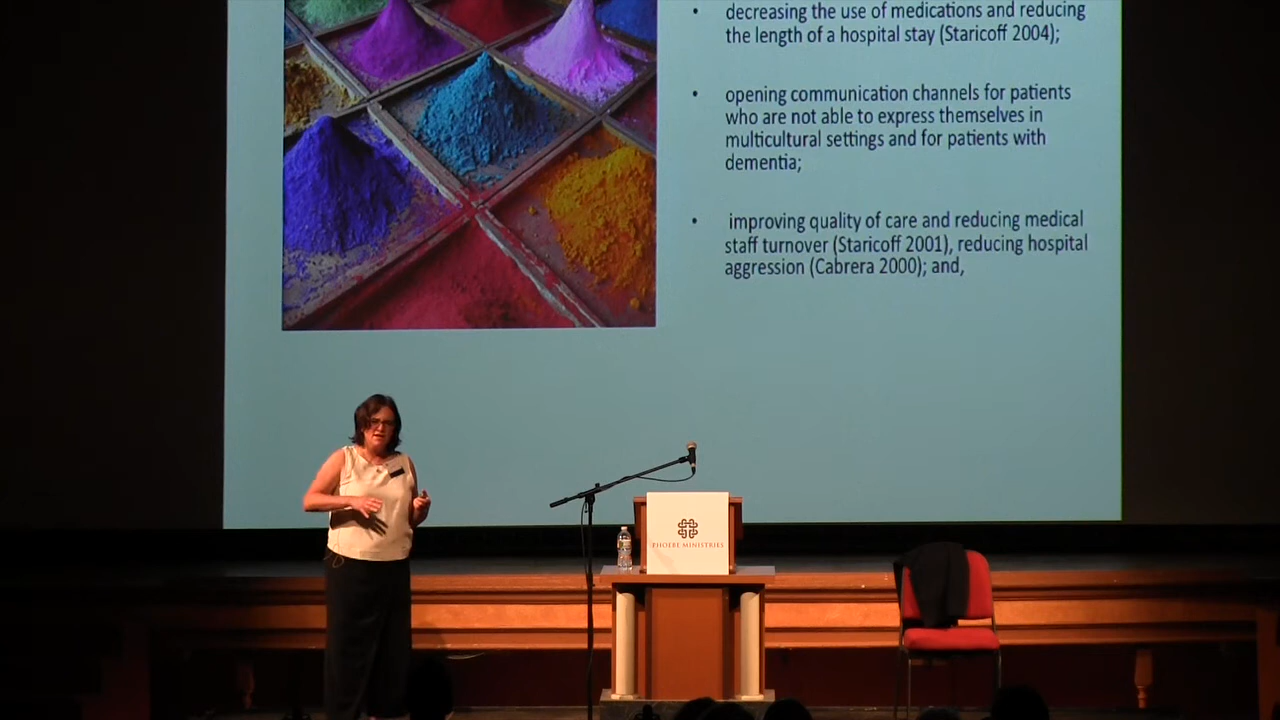 • decreasing the use of medications and reducing
the length of a hospital stay (Staricoff 2004);
• opening communication channels for patients
who are not able to express themselves in
multicultural settings and for patients with
dementia;
• improving quality of care and reducing medical
staff turnover (Staricoff 2001), reducing hospital
aggression (Cabrera 2000); and,
PHOEBE MINISTRIES